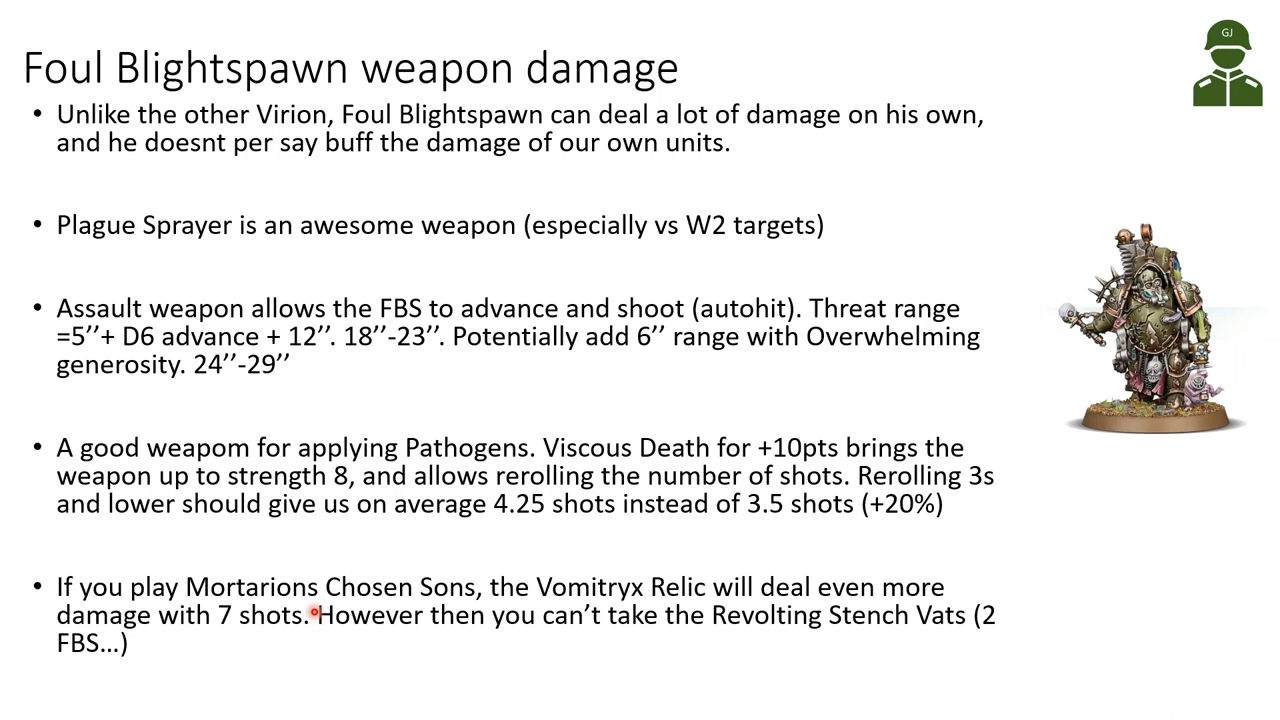 GJ
Foul Blightspawn weapon damage
• Unlike the other Virion, Foul Blightspawn can deal a lot of damage on his own,
and he doesnt per say buff the damage of our own units.
• Plague Sprayer is an awesome weapon (especially vs W2 targets)
• Assault weapon allows the FBS to advance and shoot (autohit). Threat range
=5’’+ D6 advance + 12’’. 18’’-23’’. Potentially add 6’’ range with Overwhelming
generosity. 24’’-29’’
• A good weapom for applying Pathogens. Viscous Death for +10pts brings the
weapon up to strength 8, and allows rerolling the number of shots. Rerolling 3s
and lower should give us on average 4.25 shots instead of 3.5 shots (+20%)
• If you play Mortarions Chosen Sons, the Vomitryx Relic will deal even more
damage with 7 shots. However then you can’t take the Revolting Stench Vats (2
FBS…)